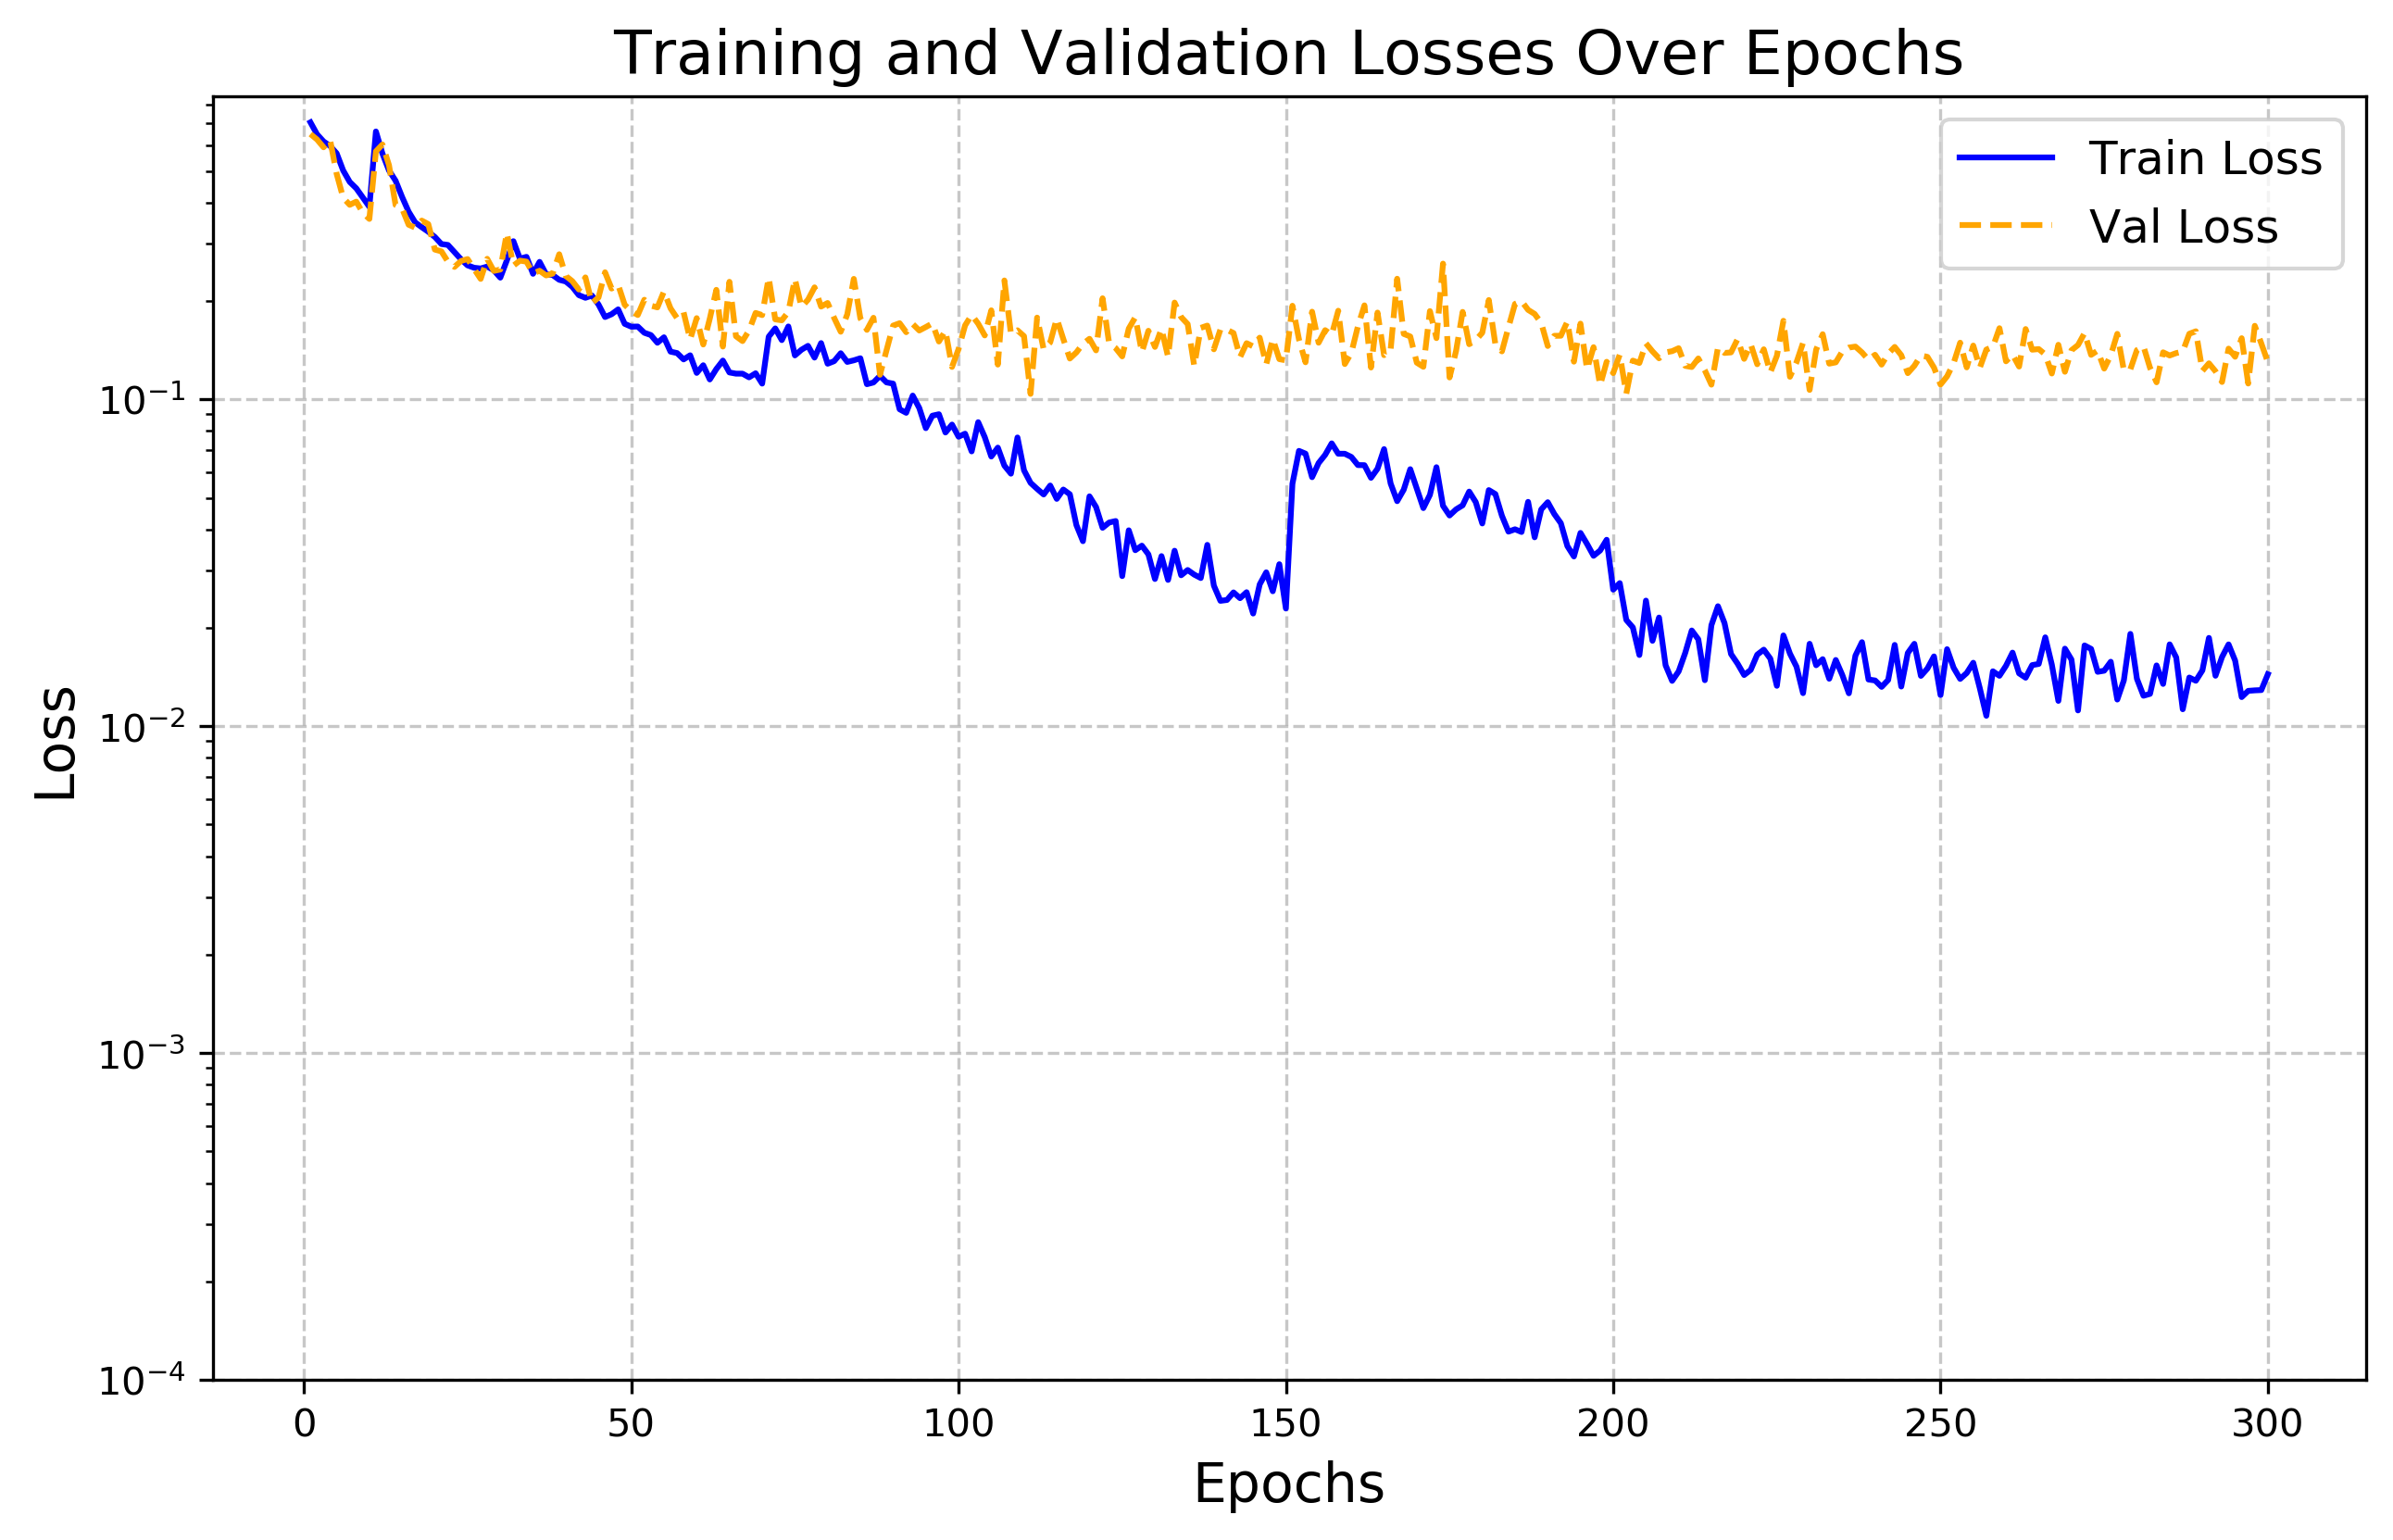 Training and Validation Losses Over Epochs
Train Loss
Val Loss
Loss
10⁻¹
10⁻²
10⁻³
10⁻⁴
0 50 100 150 200 250 300
Epochs